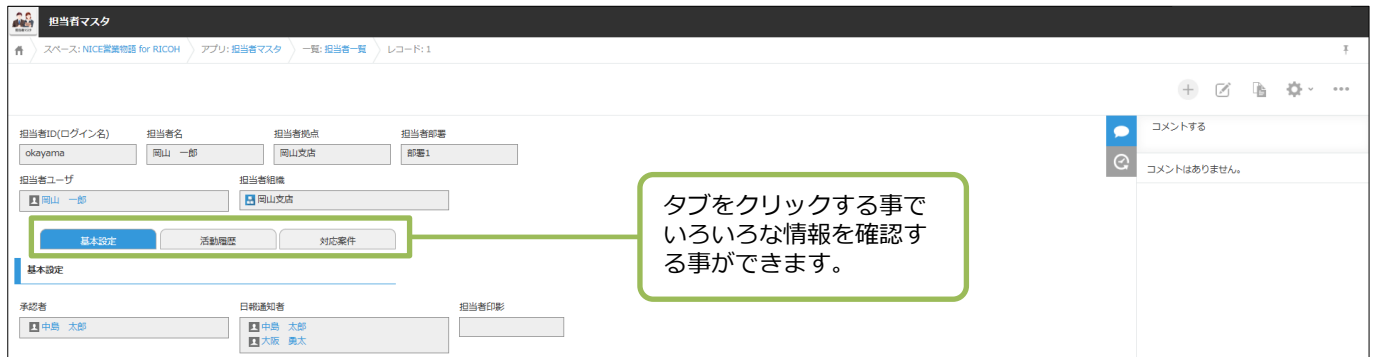 担当者マスタ
スペース: NICE営業物語 for RICOH アプリ: 担当者マスタ 一覧: 担当者一覧 レコード: 1
コメントする
コメントはありません。
担当者ID(ログイン名) 担当者名 担当者拠点 担当者部署
okayama 岡山 一郎 岡山支店 部署1
担当者ユーザ 担当者組織
岡山 一郎 岡山支店
基本設定 活動履歴 対応案件
タブをクリックする事で
いろいろな情報を確認す
る事ができます。
基本設定
承認者 日報通知者 担当者印影
中島 太郎 中島 太郎
大阪 勇太